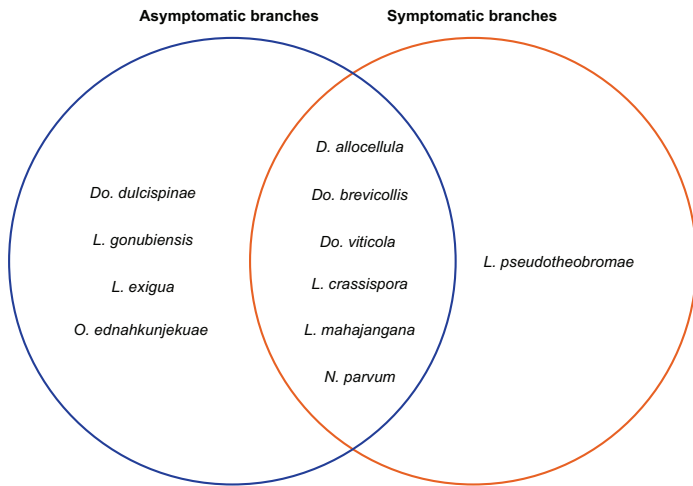 Asymptomatic branches
Symptomatic branches
Do. dulcispinae
L. gonubiensis
L. exigua
O. ednahkunjekuae
D. allocellula
Do. brevicollis
Do. viticola
L. crassispora
L. mahajangana
N. parvum
L. pseudotheobromae